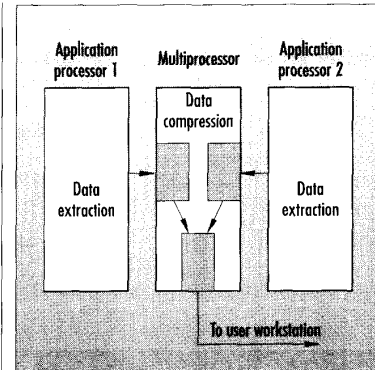 Application
processor 1
Multiprocessor
Application
processor 2
Data
compression
Data
extraction
Data
extraction
To user workstation